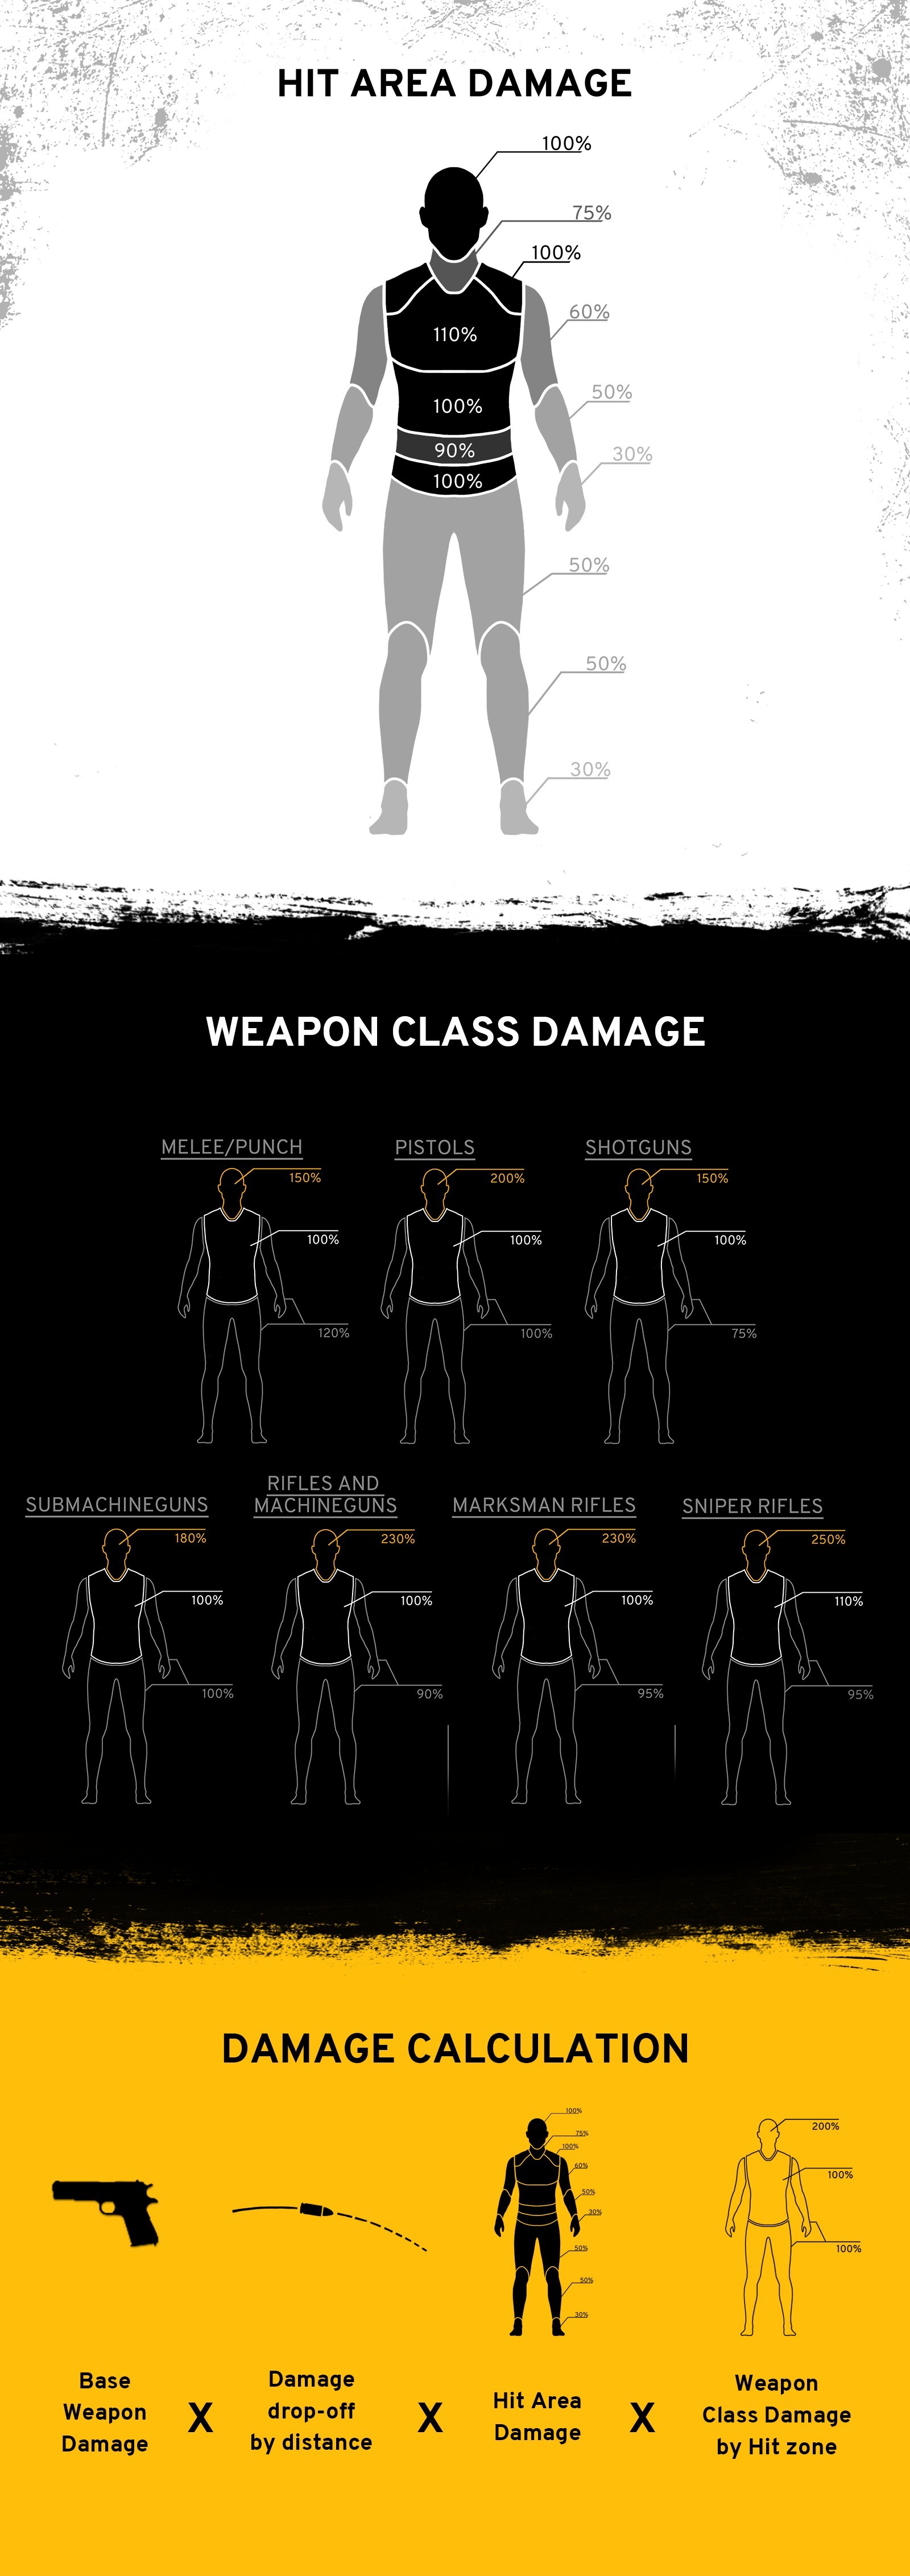 HIT AREA DAMAGE
100%
75%
100%
60%
110%
50%
100%
90%
30%
100%
50%
50%
30%
WEAPON CLASS DAMAGE
MELEE/PUNCH
150%
100%
120%
PISTOLS
200%
100%
100%
SHOTGUNS
150%
100%
75%
SUBMACHINEGUNS
180%
100%
100%
RIFLES AND
MACHINEGUNS
230%
100%
90%
MARKSMAN RIFLES
230%
100%
95%
SNIPER RIFLES
250%
110%
95%
DAMAGE CALCULATION
100%
75%
100%
60%
50%
30%
50%
50%
30%
200%
100%
100%
Base
Weapon
Damage
X
Damage
drop-off
by distance
X
Hit Area
Damage
X
Weapon
Class Damage
by Hit zone